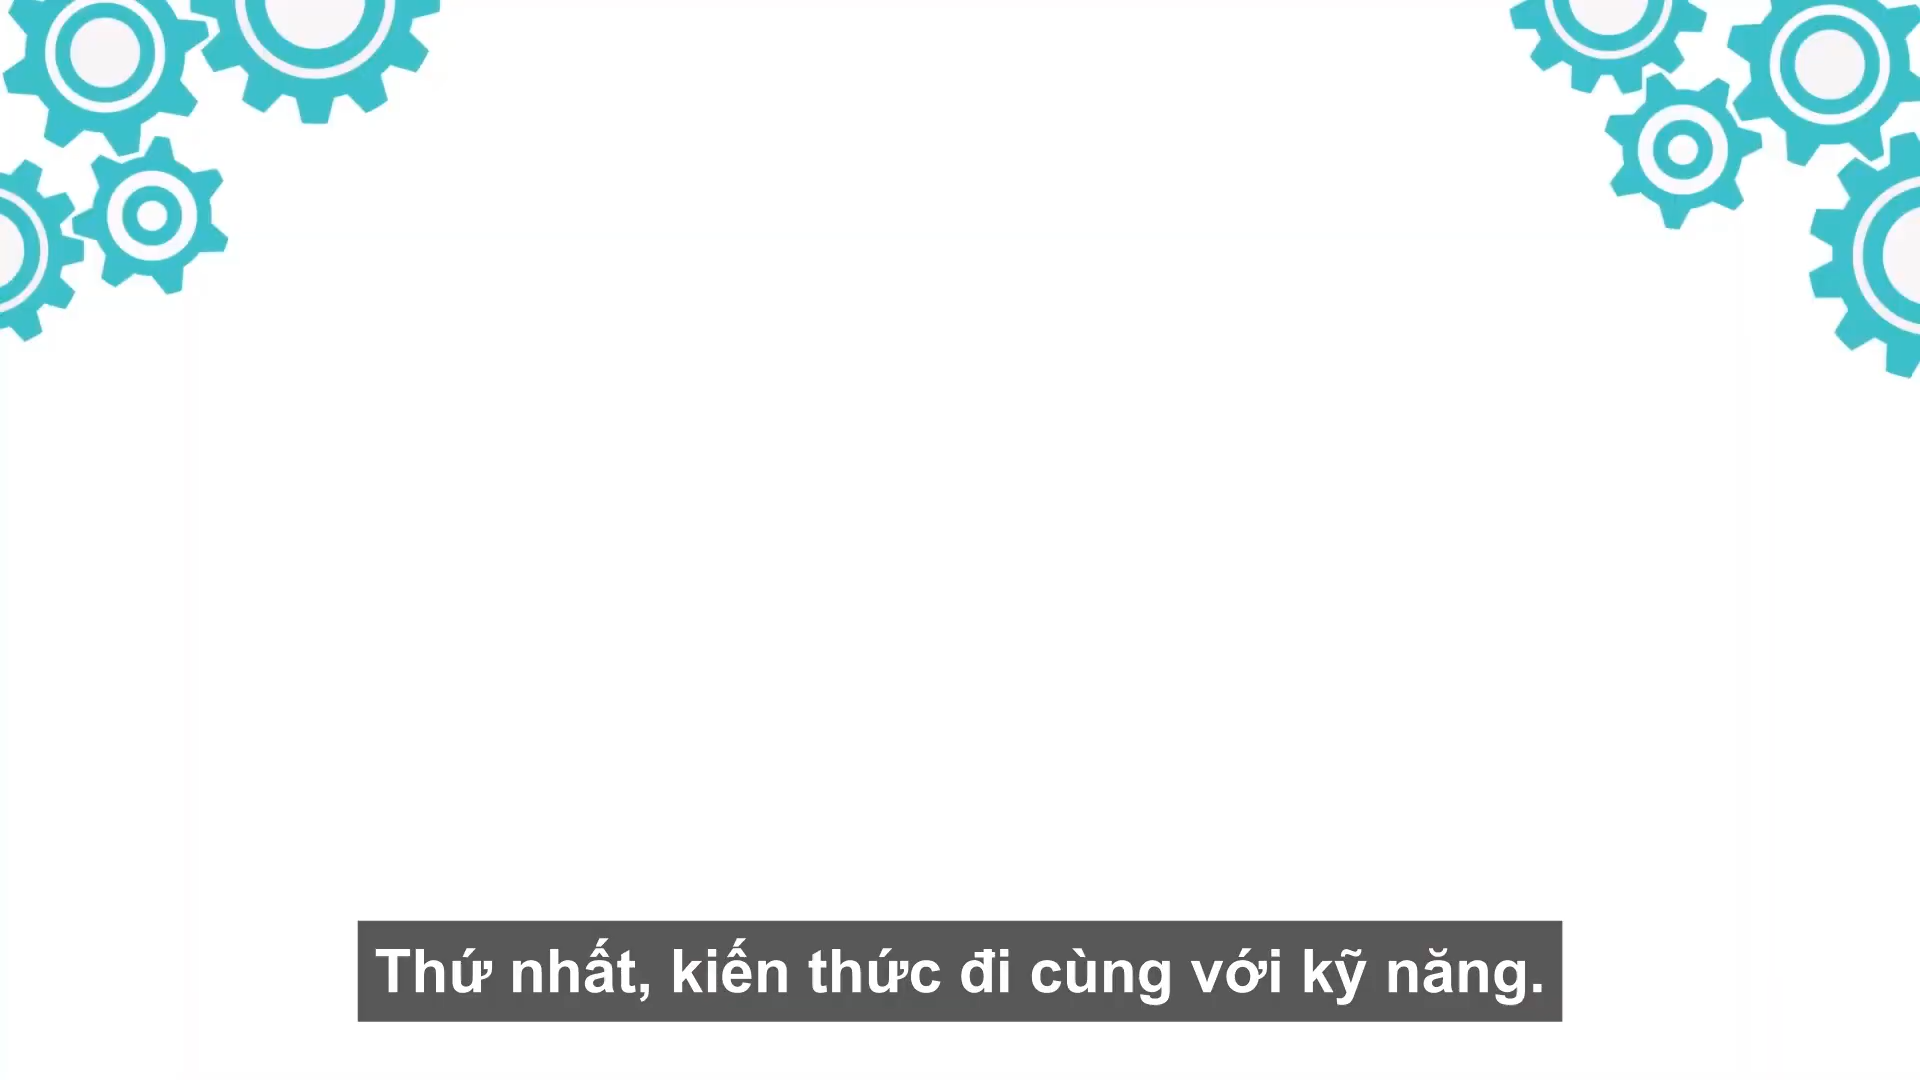 Thứ nhất, kiến thức đi cùng với kỹ năng.